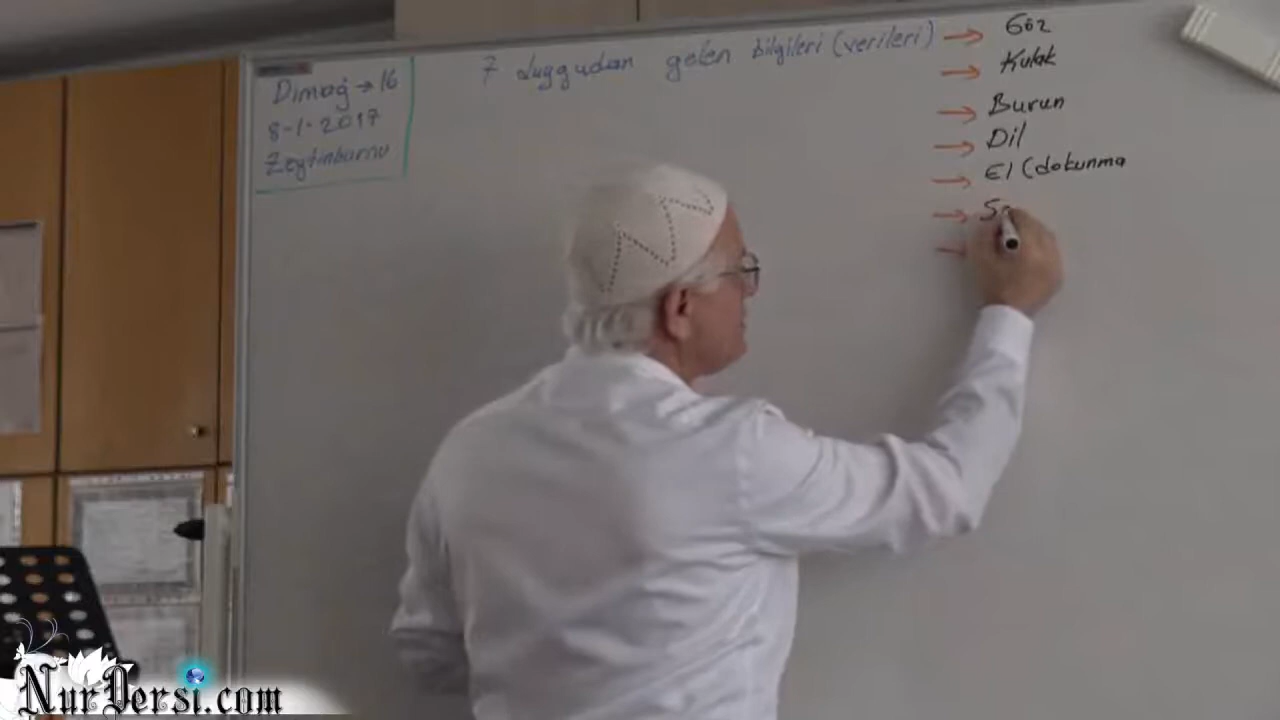 Dimağ → 16
8-1-2017
Zeytinburnu
7 duygudan gelen bilgileri (verileri)
→ Göz
→ Kulak
→ Burun
→ Dil
→ El (dokunma
→ S
NurDersi.com